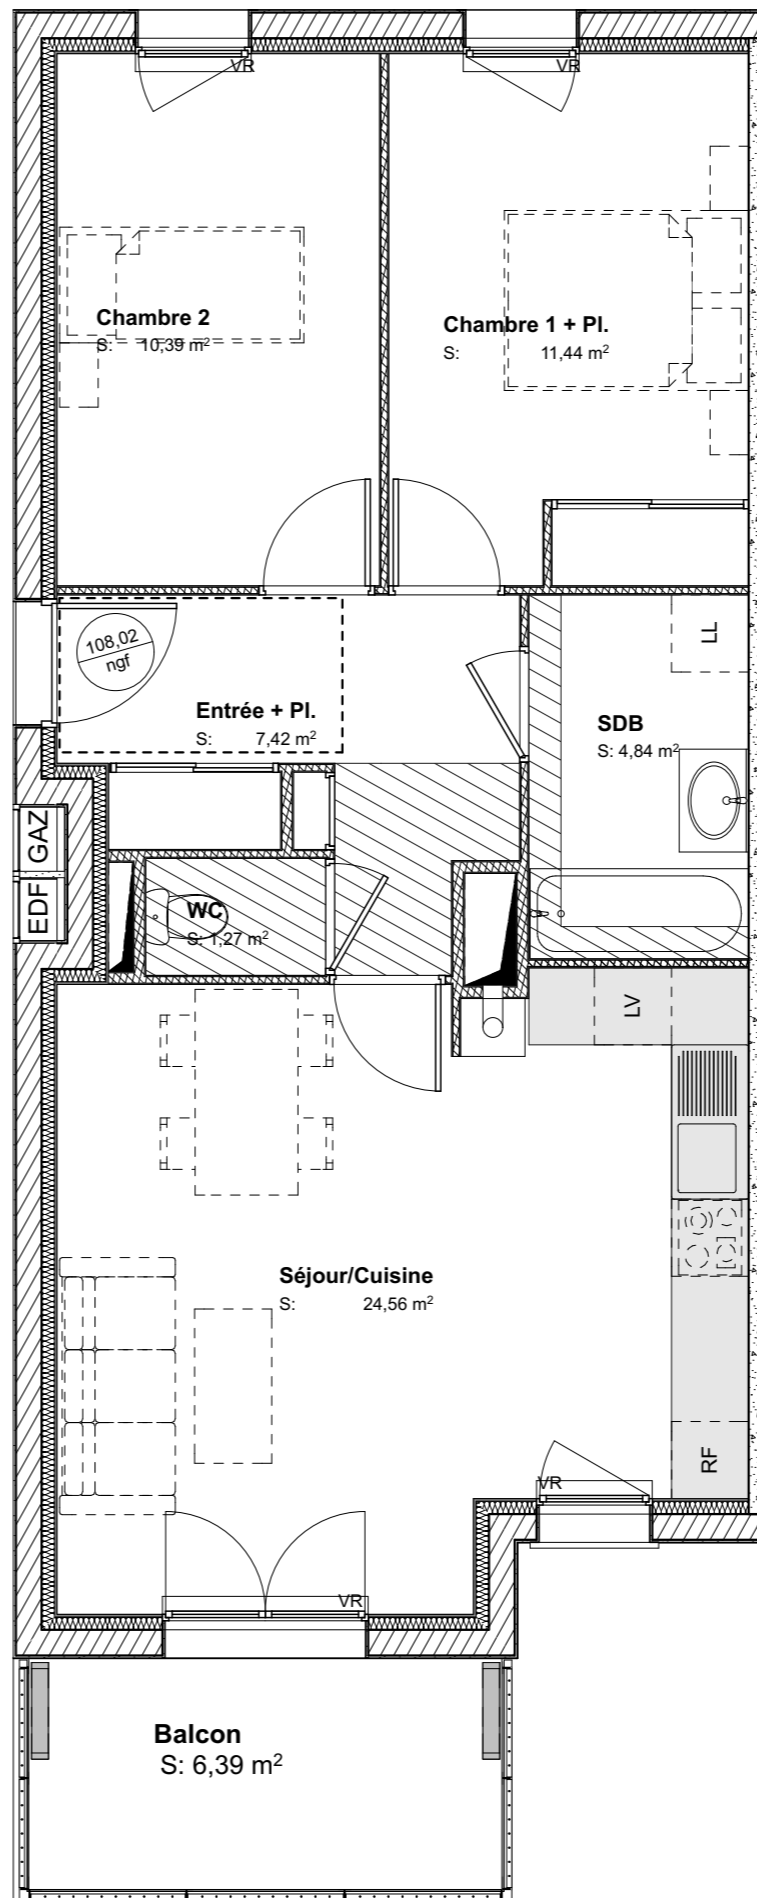 VR
VR
Chambre 2
S: 10,39 m²
Chambre 1 + Pl.
S: 11,44 m²
108,02
ngf
LL
Entrée + Pl.
S: 7,42 m²
SDB
S: 4,84 m²
GAZ
EDF
WC
S: 1,27 m²
LV
Séjour/Cuisine
S: 24,56 m²
RF
VR
VR
Balcon
S: 6,39 m²